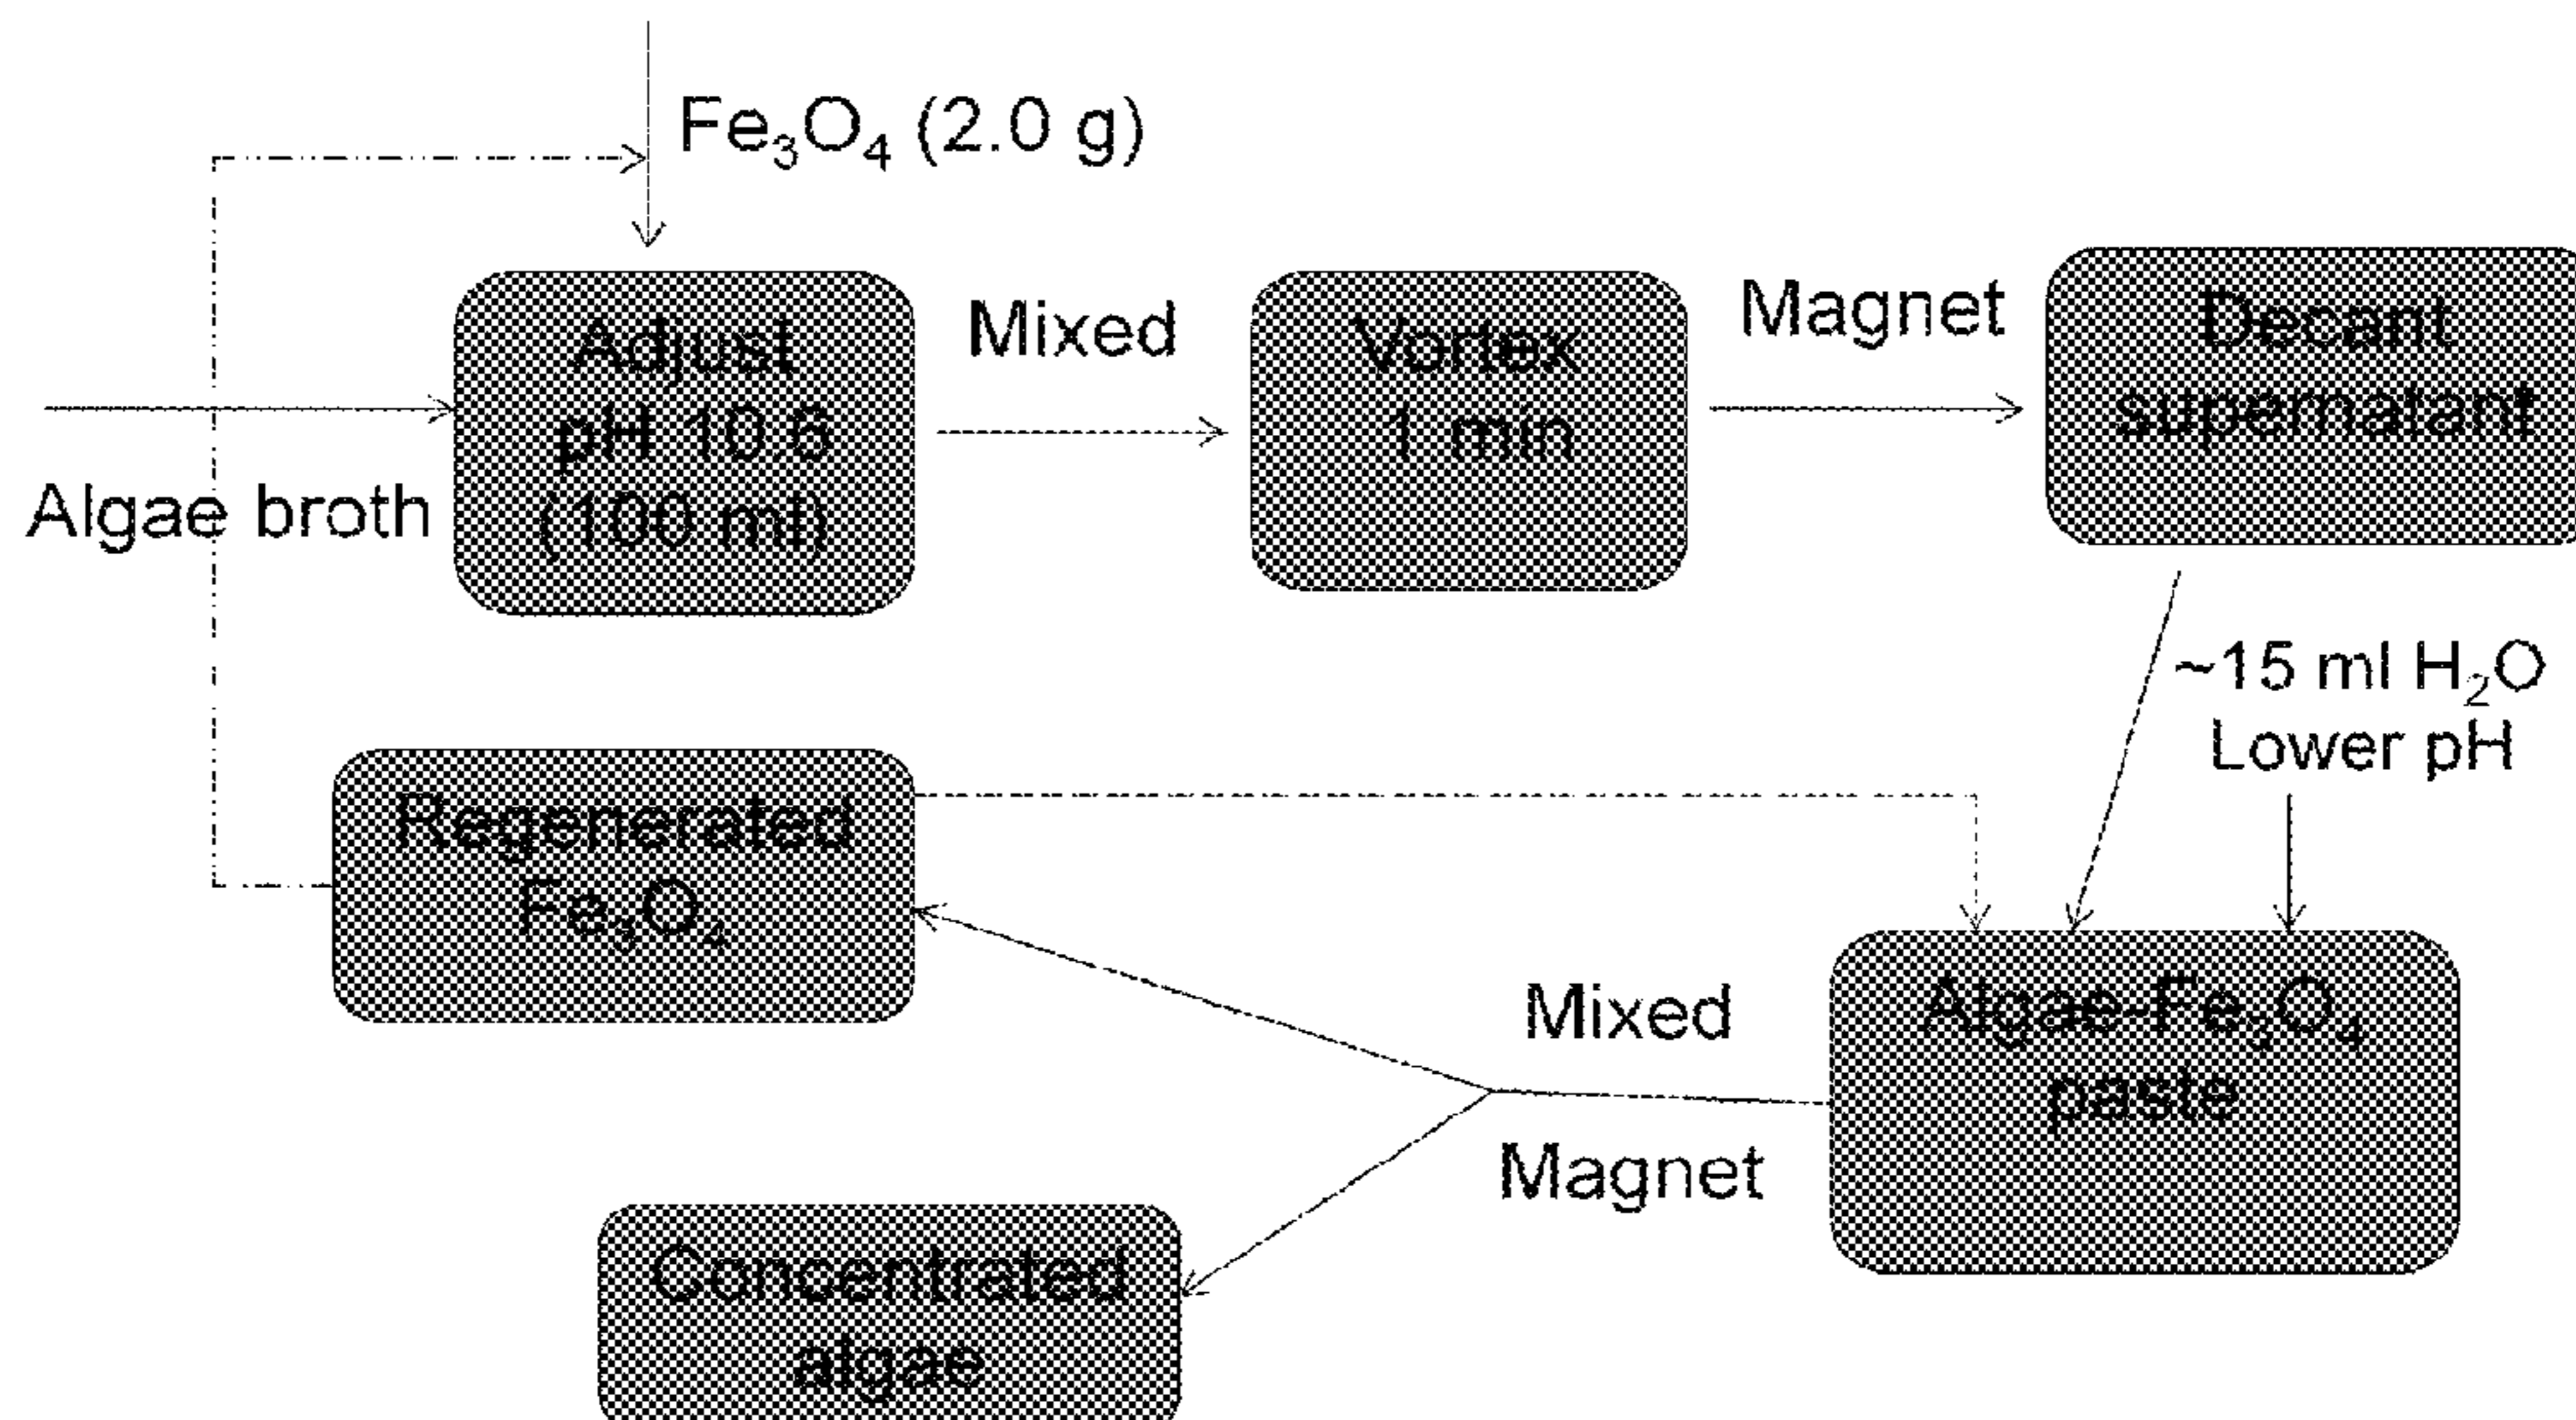 Fe₃O₄ (2.0 g)
Algae broth
Adjust
pH 10.6
(100 ml)
Mixed
Vortex
1 min
Magnet
Decant
supernatant
~15 ml H₂O
Lower pH
Regenerated
Fe₃O₄
Algae-Fe₃O₄
paste
Mixed
Magnet
Concentrated
algae